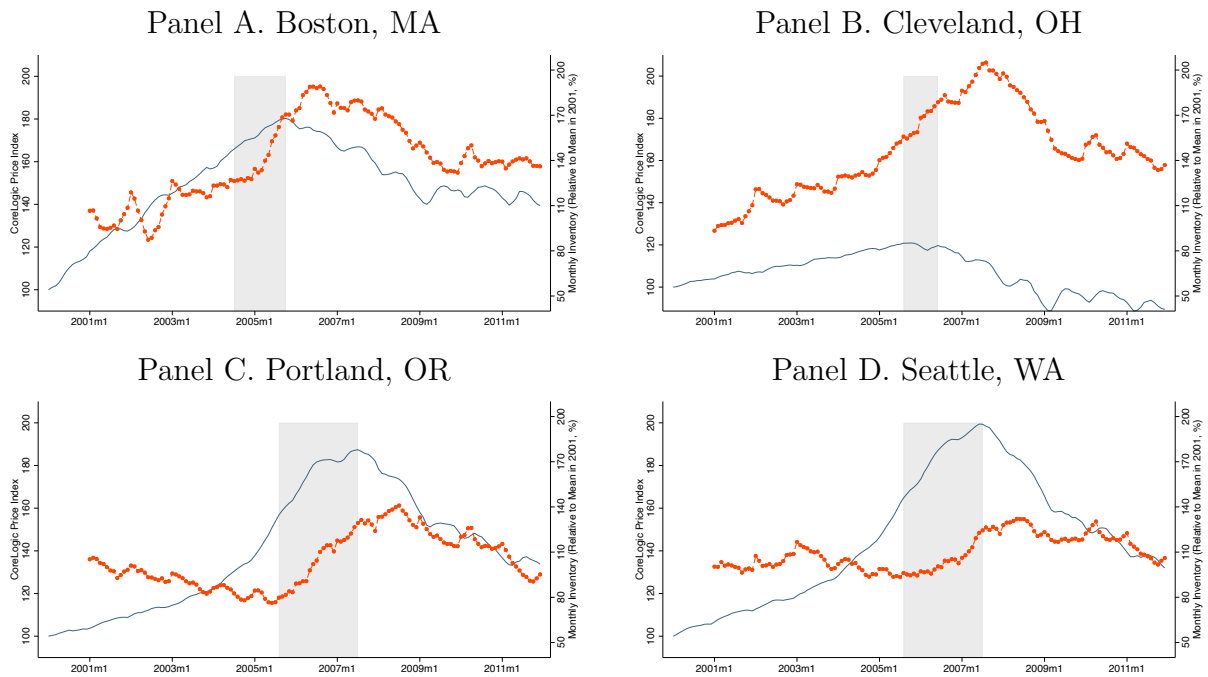 Panel A. Boston, MA
CoreLogic Price Index
100 120 140 160 180 200
50 80 110 140 170 200
Monthly Inventory (Relative to Mean in 2001, %)
2001m1 2003m1 2005m1 2007m1 2009m1 2011m1
Panel B. Cleveland, OH
CoreLogic Price Index
100 120 140 160 180 200
50 80 110 140 170 200
Monthly Inventory (Relative to Mean in 2001, %)
2001m1 2003m1 2005m1 2007m1 2009m1 2011m1
Panel C. Portland, OR
CoreLogic Price Index
100 120 140 160 180 200
50 80 110 140 170 200
Monthly Inventory (Relative to Mean in 2001, %)
2001m1 2003m1 2005m1 2007m1 2009m1 2011m1
Panel D. Seattle, WA
CoreLogic Price Index
100 120 140 160 180 200
50 80 110 140 170 200
Monthly Inventory (Relative to Mean in 2001, %)
2001m1 2003m1 2005m1 2007m1 2009m1 2011m1